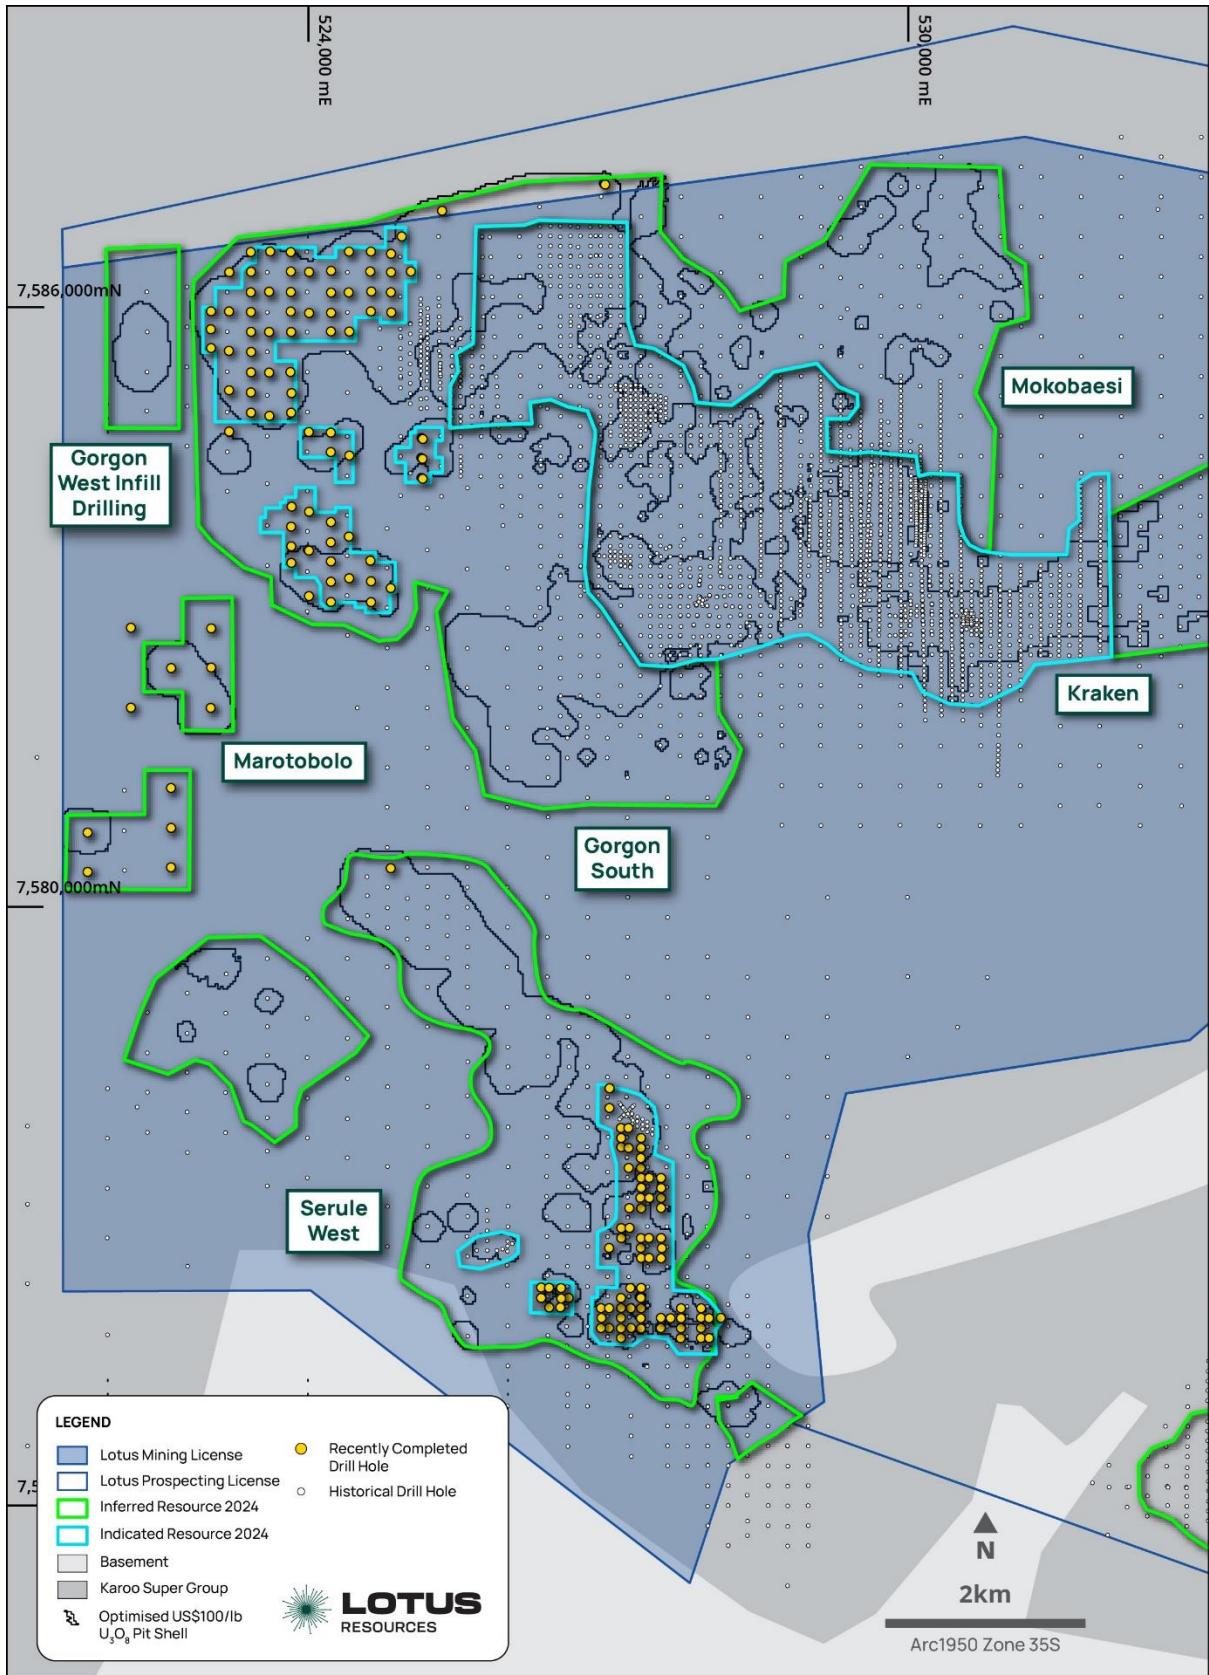 524,000 mE
530,000 mE
7,586,000mN
Mokobaesi
Gorgon
West Infill
Drilling
Kraken
Marotobolo
Gorgon
South
7,580,000mN
Serule
West
LEGEND
Lotus Mining License
Lotus Prospecting License
Inferred Resource 2024
Indicated Resource 2024
Basement
Karoo Super Group
Optimised US$100/lb
U₃O₈ Pit Shell
Recently Completed
Drill Hole
Historical Drill Hole
LOTUS
RESOURCES
N
2km
Arc1950 Zone 35S